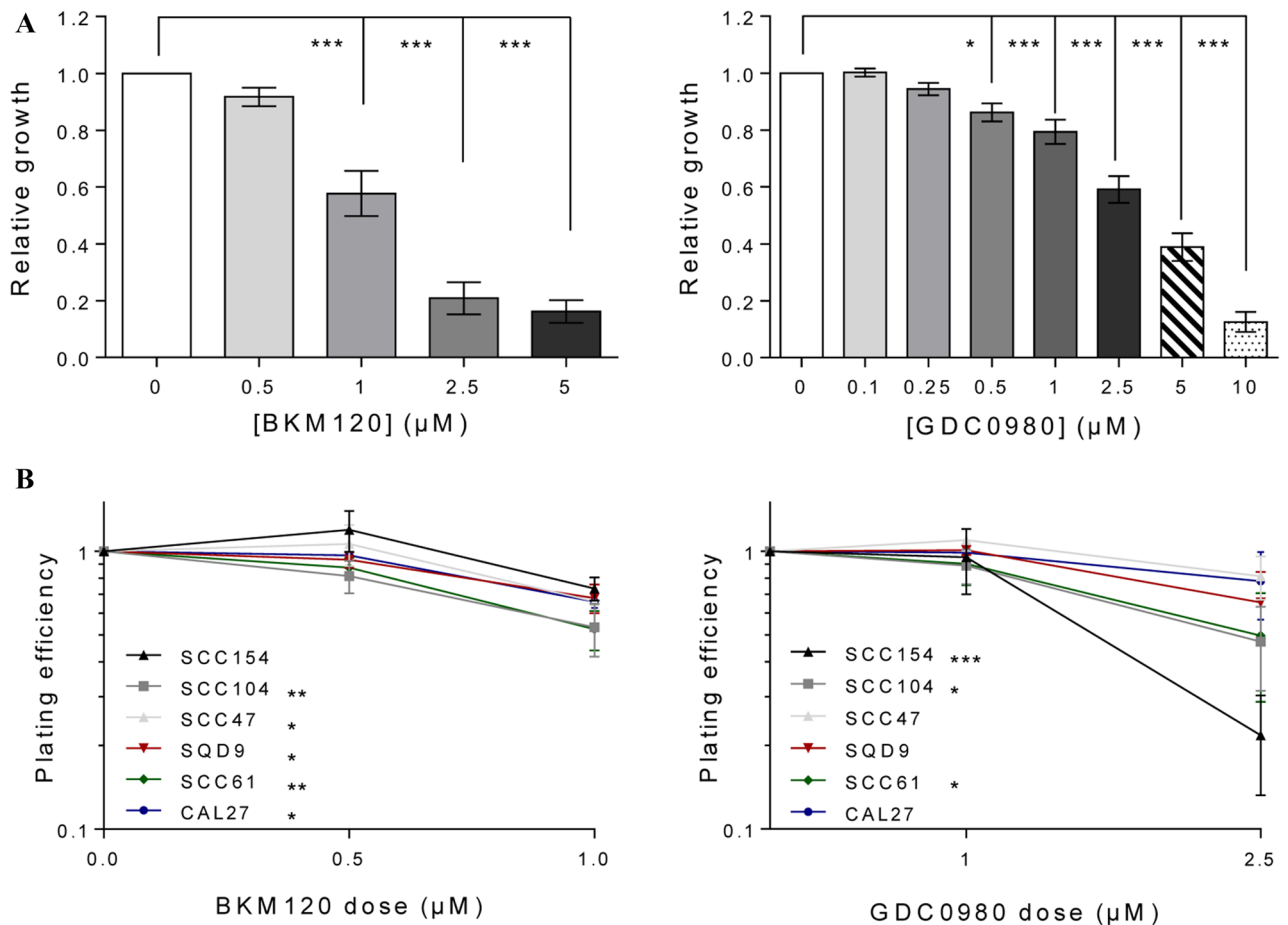 A
1.2
1.0
0.8
0.6
0.4
0.2
0.0
Relative growth
*** *** ***
0 0.5 1 2.5 5
[BKM120] (µM)
1.2
1.0
0.8
0.6
0.4
0.2
0.0
Relative growth
* *** *** *** ***
0 0.1 0.25 0.5 1 2.5 5 10
[GDC0980] (µM)
B
1
0.1
Plating efficiency
SCC154
SCC104 **
SCC47 *
SQD9 *
SCC61 **
CAL27 *
0.0 0.5 1.0
BKM120 dose (µM)
1
0.1
Plating efficiency
SCC154 ***
SCC104 *
SCC47
SQD9
SCC61 *
CAL27
1 2.5
GDC0980 dose (µM)